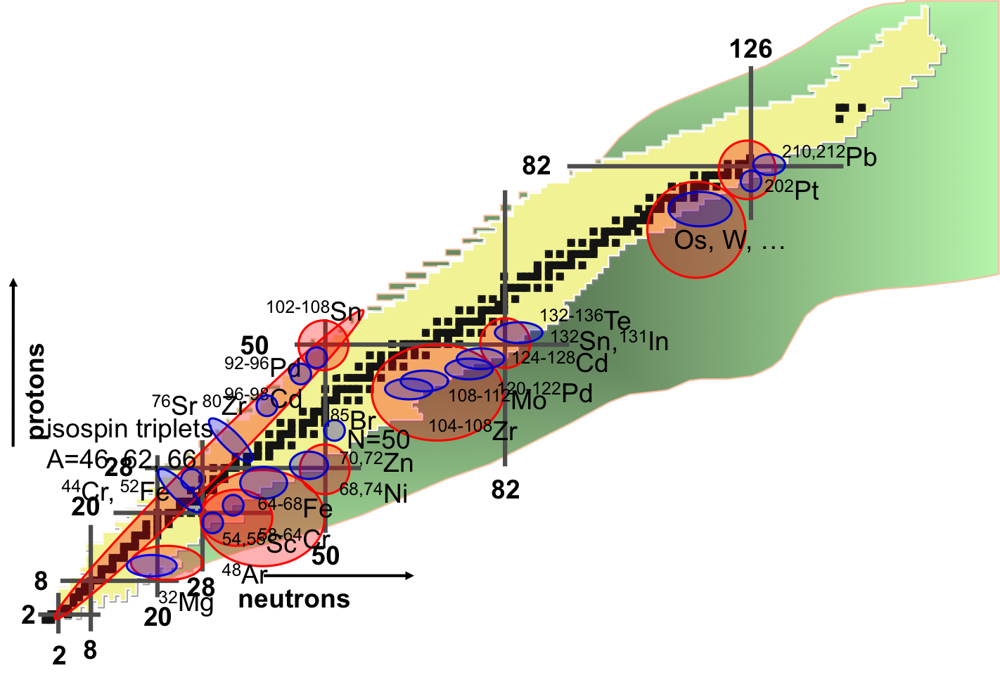 126
82
210,212Pb
202Pt
Os, W, …
102-108Sn
132-136Te
50
132Sn, 131In
92-96Pd
124-128Cd
96-98Cd
120-122Pd
108-112Mo
76Sr 80Zr
85Br
104-108Zr
isospin triplets
N=50
A=46, 62, 66
28
70,72Zn
44Cr, 52Fe
68,74Ni
82
20
64-68Fe
58-64Cr
54,55Sc
50
48Ar
8
28
neutrons
32Mg
2
20
2
8
protons